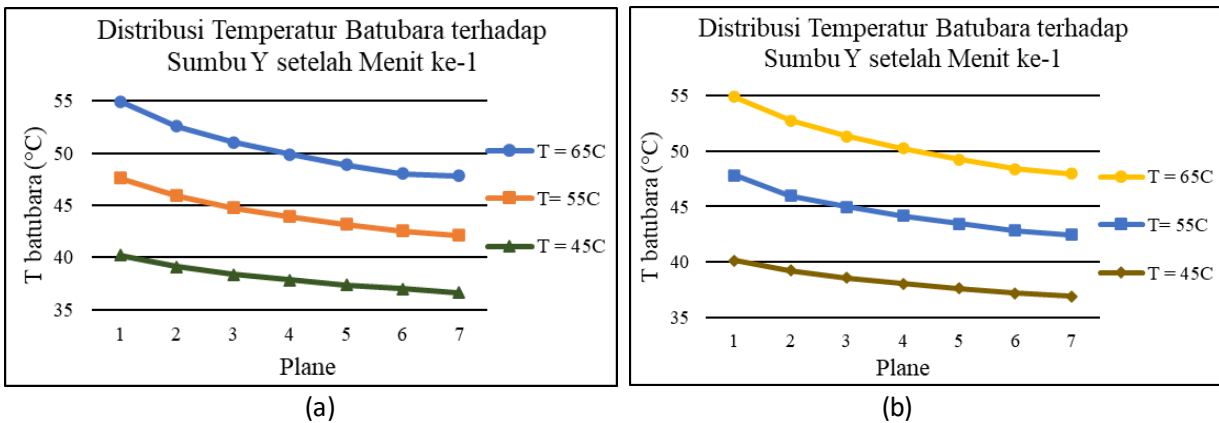 Distribusi Temperatur Batubara terhadap
Sumbu Y setelah Menit ke-1
T batubara (°C)
55
50
45
40
35
1 2 3 4 5 6 7
Plane
T = 65C
T= 55C
T = 45C
(a)
Distribusi Temperatur Batubara terhadap
Sumbu Y setelah Menit ke-1
T batubara (°C)
55
50
45
40
35
1 2 3 4 5 6 7
Plane
T = 65C
T= 55C
T = 45C
(b)